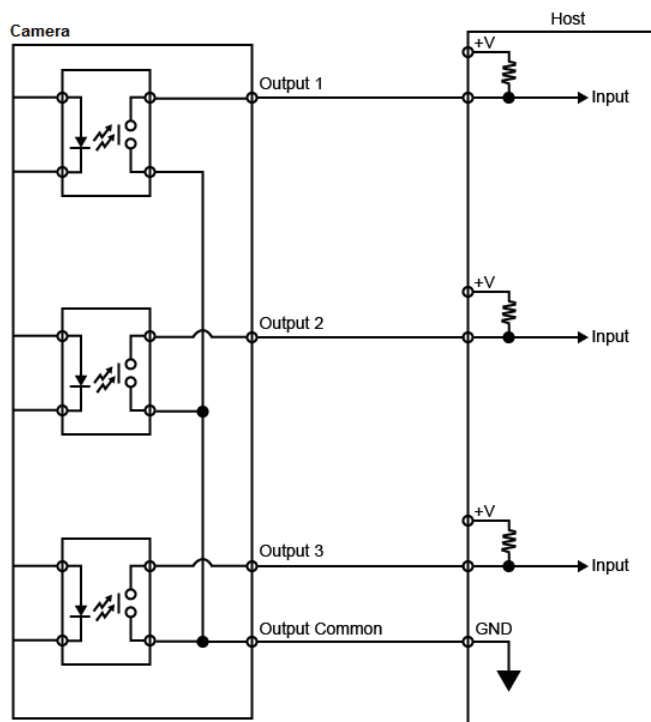 Host
Camera
+V
Output 1
Input
+V
Output 2
Input
+V
Output 3
Input
Output Common
GND